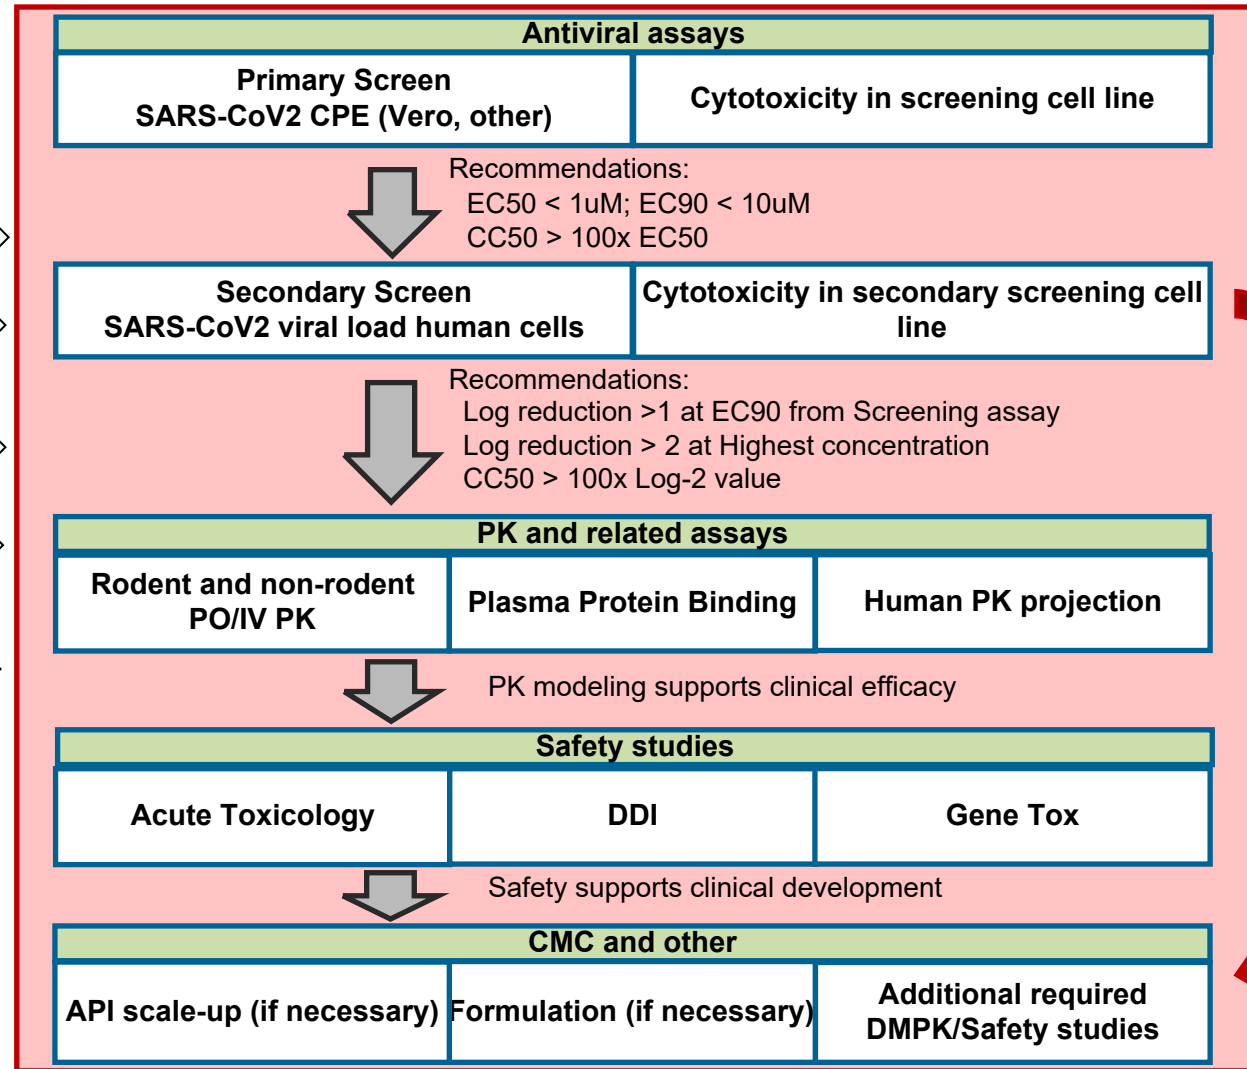 Antiviral assays
Primary Screen
SARS-CoV2 CPE (Vero, other)
Cytotoxicity in screening cell line
Recommendations:
EC50 < 1uM; EC90 < 10uM
CC50 > 100x EC50
Secondary Screen
SARS-CoV2 viral load human cells
Cytotoxicity in secondary screening cell
line
Recommendations:
Log reduction >1 at EC90 from Screening assay
Log reduction > 2 at Highest concentration
CC50 > 100x Log-2 value
PK and related assays
Rodent and non-rodent
PO/IV PK
Plasma Protein Binding
Human PK projection
PK modeling supports clinical efficacy
Safety studies
Acute Toxicology
DDI
Gene Tox
Safety supports clinical development
CMC and other
API scale-up (if necessary)
Formulation (if necessary)
Additional required
DMPK/Safety studies